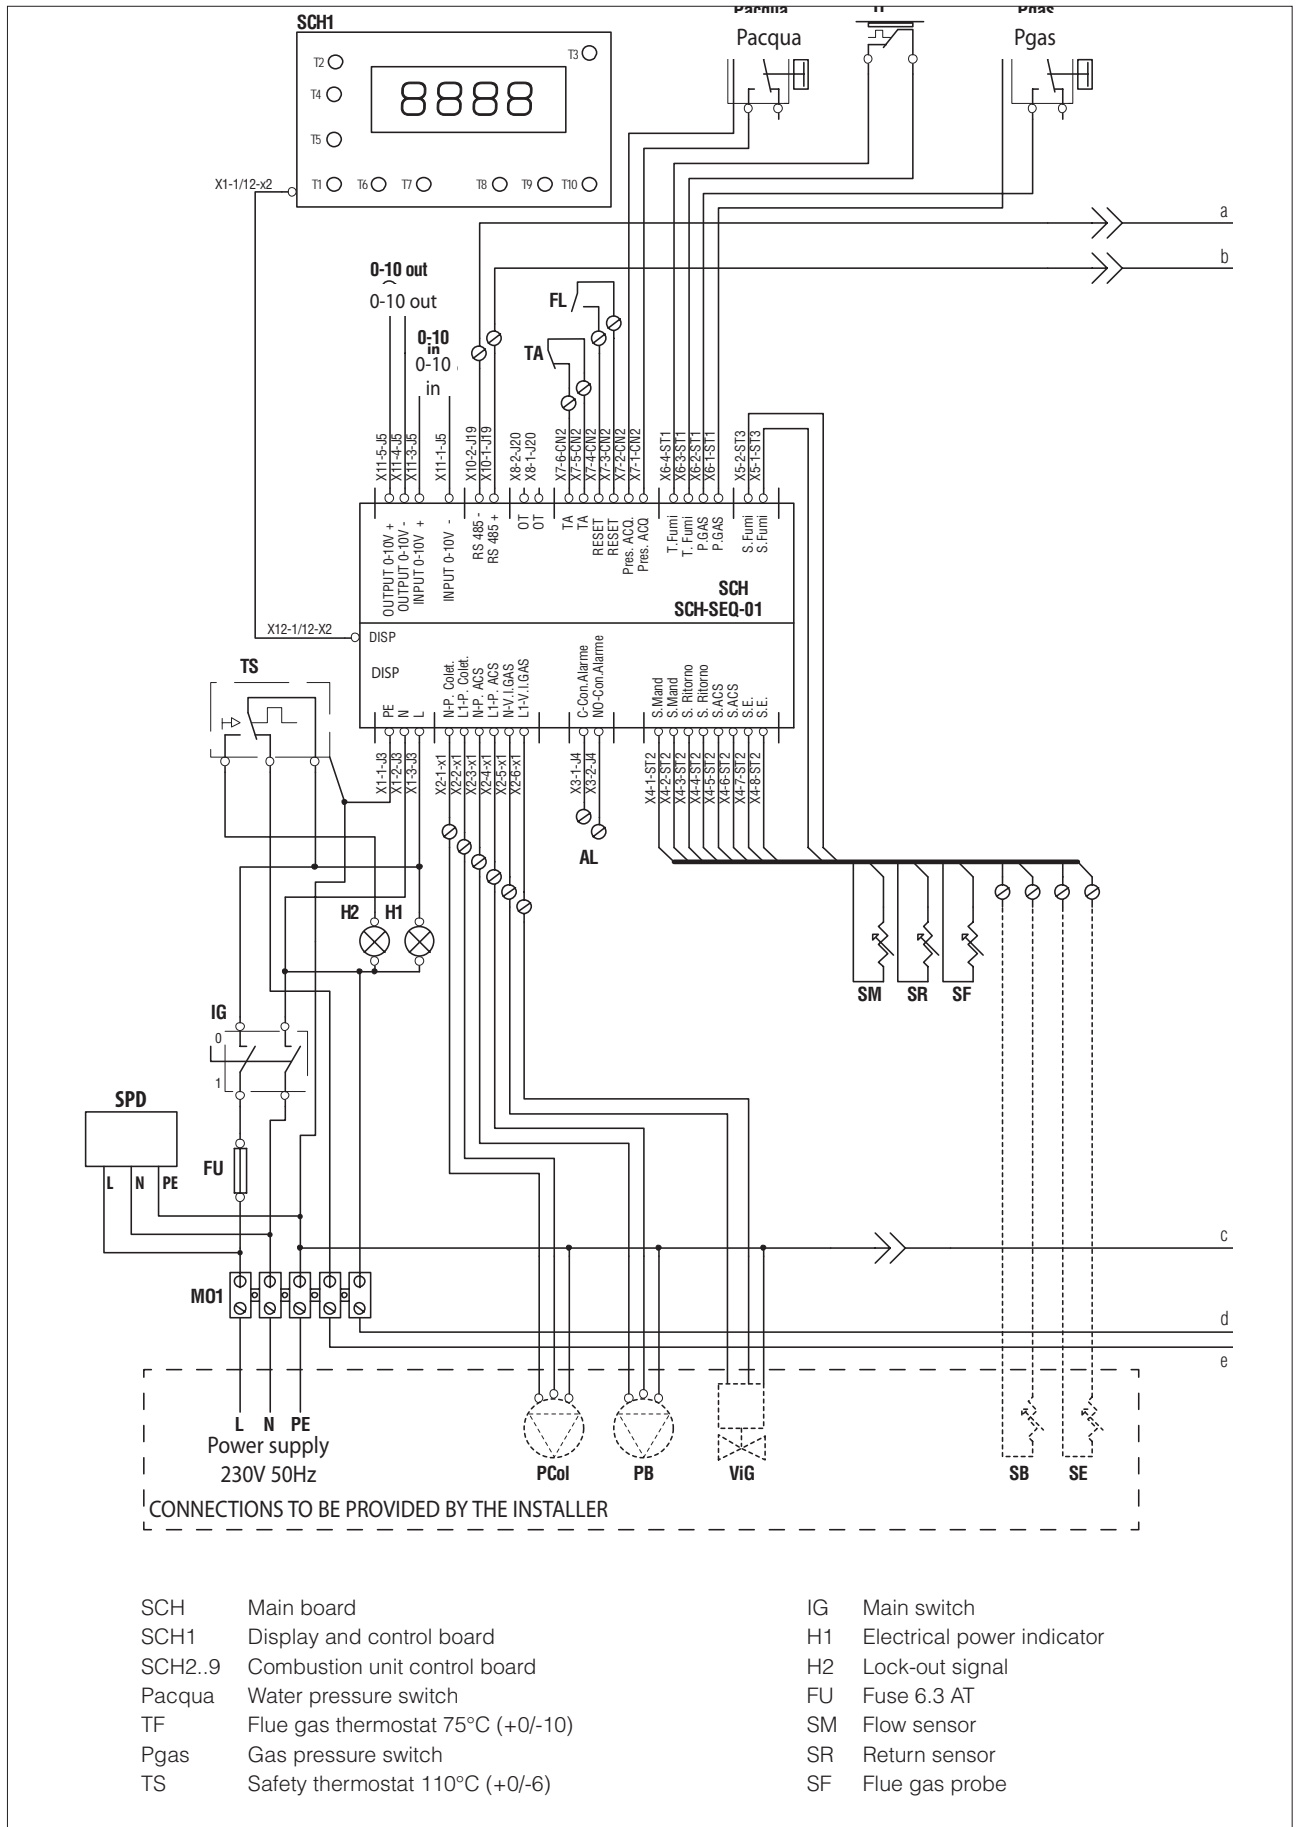 SCH1
T2
T3
T4
T5
T1
T6
T7
T8
T9
T10
X1-1/12-x2
Pacqua
Pgas
a
b
0-10 out
0-10 out
0-10
in
0-10
in
FL
TA
X11-5-J5
X11-4-J5
X11-3-J5
X11-1-J5
X10-2-J19
X10-1-J19
X8-2-J20
X8-1-J20
X7-6-CN2
X7-5-CN2
X7-4-CN2
X7-3-CN2
X7-2-CN2
X7-1-CN2
X6-4-ST1
X6-3-ST1
X6-2-ST1
X6-1-ST1
X5-2-ST3
X5-1-ST3
OUTPUT 0-10V +
OUTPUT 0-10V -
INPUT 0-10V +
INPUT 0-10V -
RS 485 -
RS 485 +
OT
OT
TA
TA
RESET
RESET
Pres. ACQ.
Pres. ACQ
T.Fumi
T. Fumi
P.GAS
P.GAS
S.Fumi
S.Fumi
SCH
SCH-SEQ-01
X12-1/12-X2
DISP
DISP
PE
N
L
N-P. Colet.
L1-P. Colet.
N-P. ACS
L1-P. ACS
N-V.I.GAS
L1-V.I.GAS
C-Con.Alarme
NO-Con.Alarme
S.Mand
S.Mand
S. Ritorno
S. Ritorno
S.ACS
S.ACS
S.E.
S.E.
X1-1-J3
X1-2-J3
X1-3-J3
X2-1-x1
X2-2-x1
X2-3-x1
X2-4-x1
X2-5-x1
X2-6-x1
X3-1-J4
X3-2-J4
X4-1-ST2
X4-2-ST2
X4-3-ST2
X4-4-ST2
X4-5-ST2
X4-6-ST2
X4-7-ST2
X4-8-ST2
TS
AL
H2
H1
SM
SR
SF
IG
0
1
SPD
L
N
PE
FU
M01
c
d
e
L N PE
Power supply
230V 50Hz
PCol
PB
ViG
SB
SE
CONNECTIONS TO BE PROVIDED BY THE INSTALLER
SCH Main board
SCH1 Display and control board
SCH2..9 Combustion unit control board
Pacqua Water pressure switch
TF Flue gas thermostat 75°C (+0/-10)
Pgas Gas pressure switch
TS Safety thermostat 110°C (+0/-6)
IG Main switch
H1 Electrical power indicator
H2 Lock-out signal
FU Fuse 6.3 AT
SM Flow sensor
SR Return sensor
SF Flue gas probe